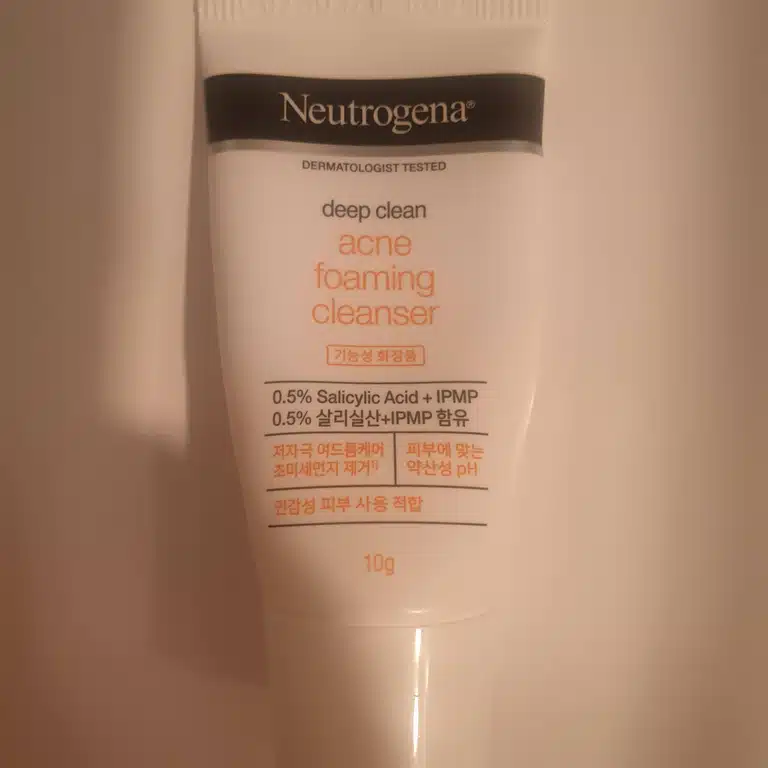 Neutrogena®
DERMATOLOGIST TESTED
deep clean
acne
foaming
cleanser
기능성 화장품
0.5% Salicylic Acid + IPMP
0.5% 살리실산+IPMP 함유
저자극 여드름케어
초미세먼지 제거¹⁾
피부에 맞는
약산성 pH
민감성 피부 사용 적합
10g